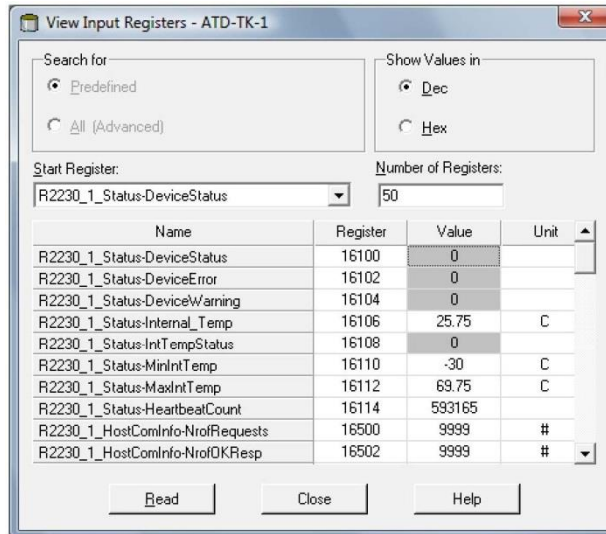 View Input Registers - ATD-TK-1
Search for
Predefined
All (Advanced)
Show Values in
Dec
Hex
Start Register:
R2230_1_Status-DeviceStatus
Number of Registers:
50
Name Register Value Unit
R2230_1_Status-DeviceStatus 16100 0
R2230_1_Status-DeviceError 16102 0
R2230_1_Status-DeviceWarning 16104 0
R2230_1_Status-Internal_Temp 16106 25.75 C
R2230_1_Status-IntTempStatus 16108 0
R2230_1_Status-MinIntTemp 16110 -30 C
R2230_1_Status-MaxIntTemp 16112 69.75 C
R2230_1_Status-HeartbeatCount 16114 593165
R2230_1_HostComInfo-NrofRequests 16500 9999 #
R2230_1_HostComInfo-NrofOKResp 16502 9999 #
Read Close Help